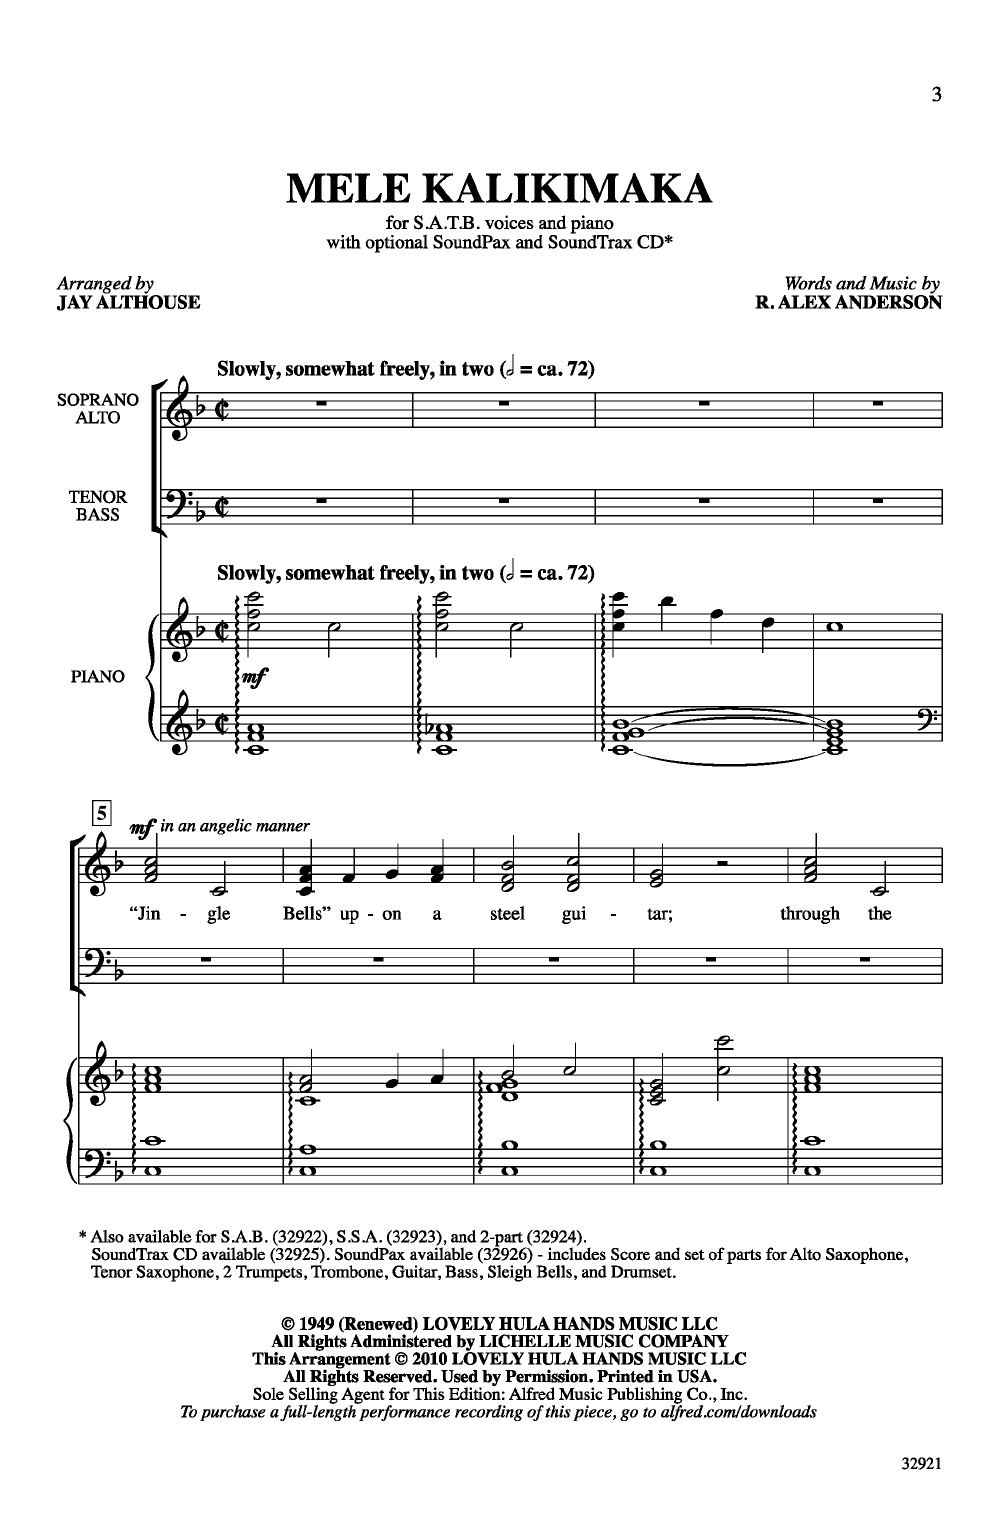 3
MELE KALIKIMAKA
for S.A.T.B. voices and piano
with optional SoundPax and SoundTrax CD*
Arranged by
JAY ALTHOUSE
Words and Music by
R. ALEX ANDERSON
Slowly, somewhat freely, in two (𝅗𝅥 = ca. 72)
SOPRANO
ALTO
TENOR
BASS
Slowly, somewhat freely, in two (𝅗𝅥 = ca. 72)
PIANO
mf
5
mf in an angelic manner
“Jin - gle Bells” up - on a steel gui - tar; through the
* Also available for S.A.B. (32922), S.S.A. (32923), and 2-part (32924).
SoundTrax CD available (32925). SoundPax available (32926) - includes Score and set of parts for Alto Saxophone,
Tenor Saxophone, 2 Trumpets, Trombone, Guitar, Bass, Sleigh Bells, and Drumset.
© 1949 (Renewed) LOVELY HULA HANDS MUSIC LLC
All Rights Administered by LICHELLE MUSIC COMPANY
This Arrangement © 2010 LOVELY HULA HANDS MUSIC LLC
All Rights Reserved. Used by Permission. Printed in USA.
Sole Selling Agent for This Edition: Alfred Music Publishing Co., Inc.
To purchase a full-length performance recording of this piece, go to alfred.com/downloads
32921